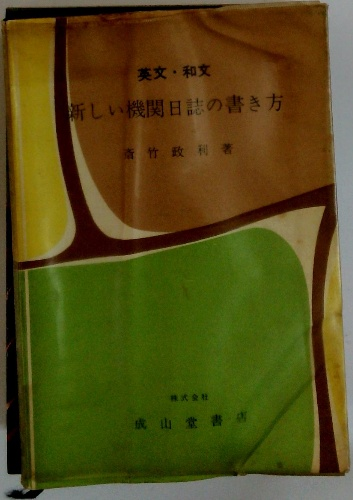 英文・和文
新しい機関日誌の書き方
斎竹政利著
株式会社
成山堂書店